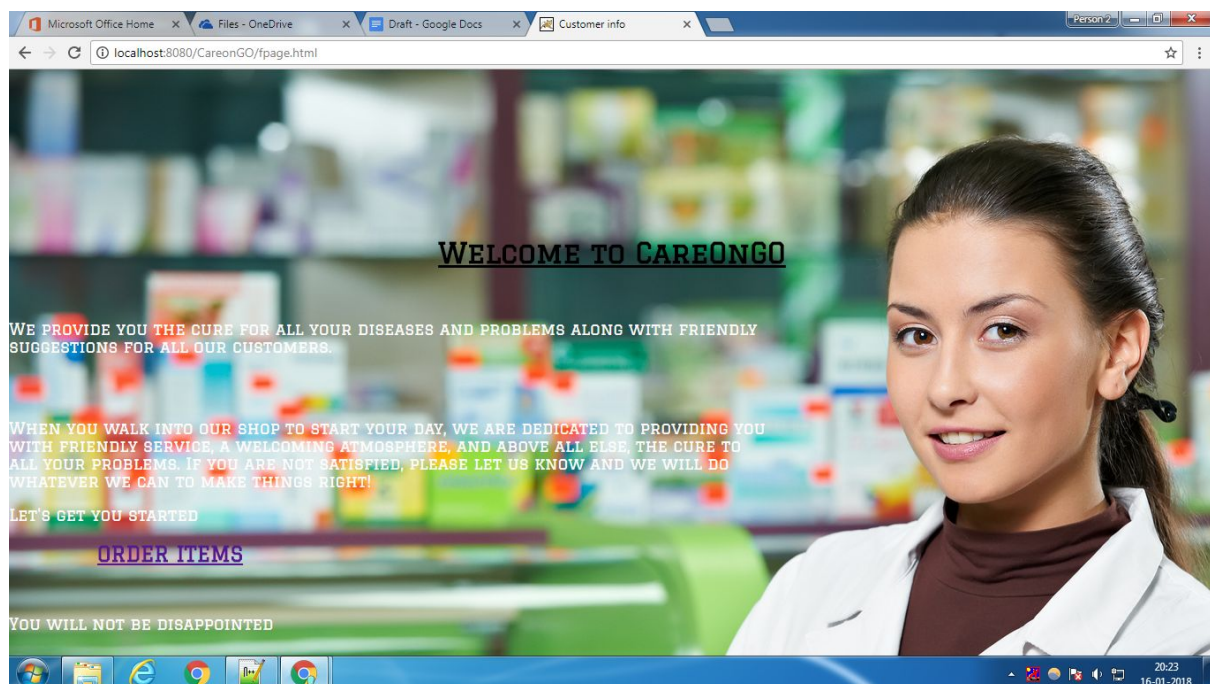 Microsoft Office Home
Files - OneDrive
Draft - Google Docs
Customer info
Person 2
localhost:8080/CareonGO/fpage.html
Welcome to CareOnGO
We provide you the cure for all your diseases and problems along with friendly
suggestions for all our customers.
When you walk into our shop to start your day, we are dedicated to providing you
with friendly service, a welcoming atmosphere, and above all else, the cure to
all your problems. If you are not satisfied, please let us know and we will do
whatever we can to make things right!
Let's get you started
ORDER ITEMS
You will not be disappointed
20:23
16-01-2018